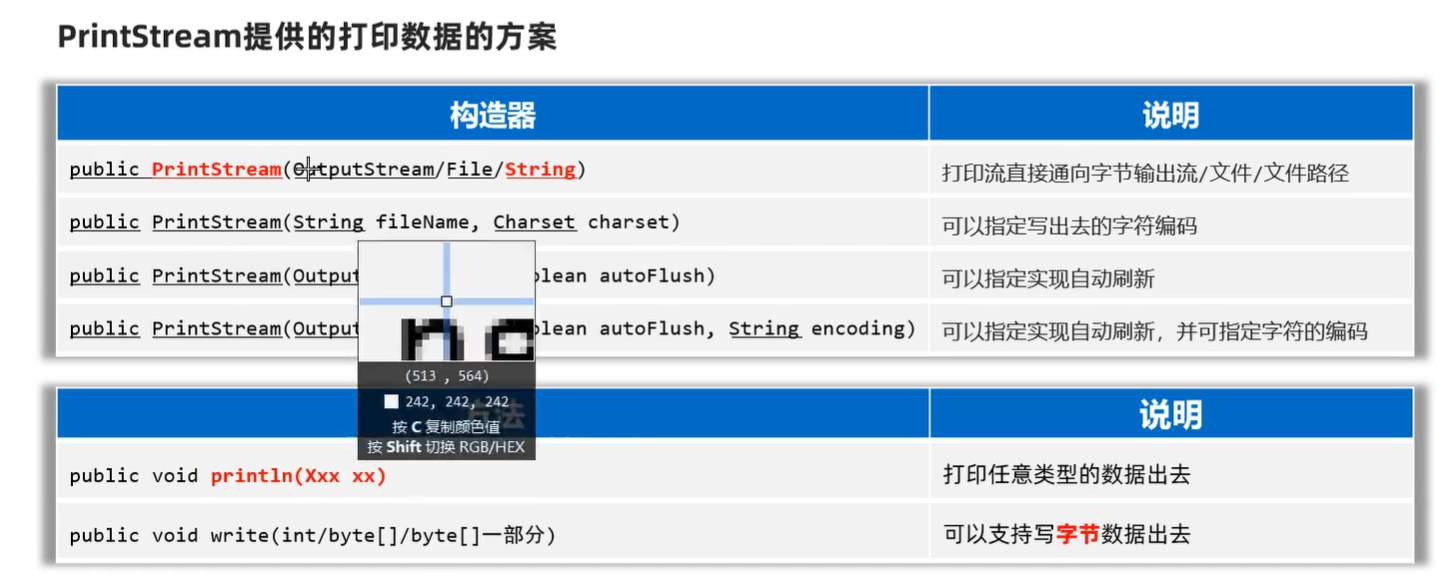 PrintStream提供的打印数据的方案
构造器 说明
public PrintStream(OutputStream/File/String) 打印流直接通向字节输出流/文件/文件路径
public PrintStream(String fileName, Charset charset) 可以指定写出去的字符编码
public PrintStream(Output olean autoFlush) 可以指定实现自动刷新
public PrintStream(Output olean autoFlush, String encoding) 可以指定实现自动刷新，并可指定字符的编码
n
(513 , 564)
242, 242, 242
按 C 复制颜色值
按 Shift 切换 RGB/HEX
方法 说明
public void println(Xxx xx) 打印任意类型的数据出去
public void write(int/byte[]/byte[]一部分) 可以支持写字节数据出去